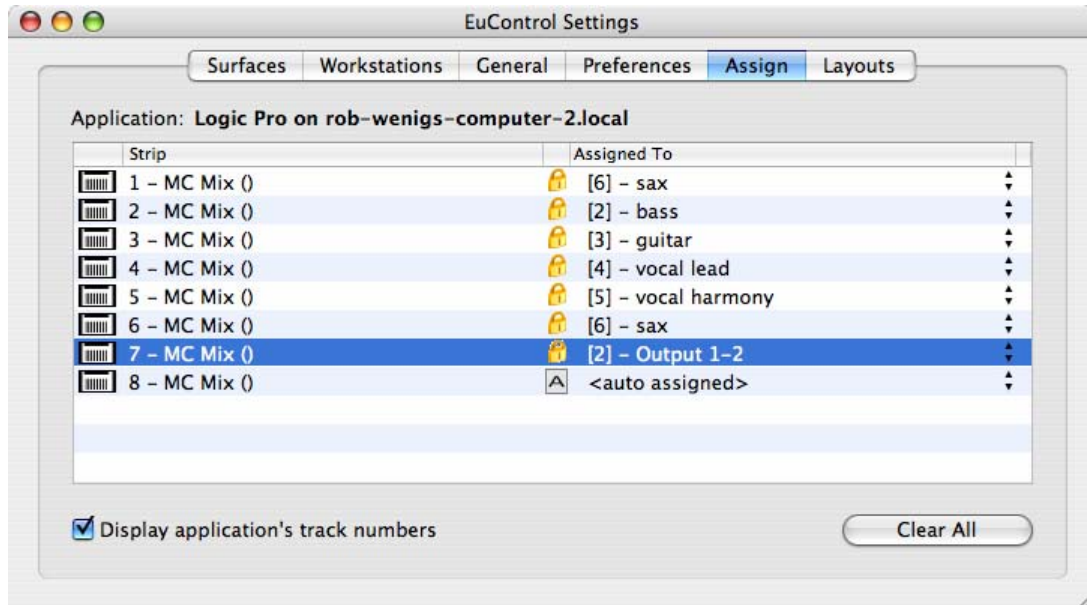 EuControl Settings
Surfaces Workstations General Preferences Assign Layouts
Application: Logic Pro on rob-wenigs-computer-2.local
Strip Assigned To
1 – MC Mix () [6] – sax
2 – MC Mix () [2] – bass
3 – MC Mix () [3] – guitar
4 – MC Mix () [4] – vocal lead
5 – MC Mix () [5] – vocal harmony
6 – MC Mix () [6] – sax
7 – MC Mix () [2] – Output 1–2
8 – MC Mix () A <auto assigned>
Display application's track numbers Clear All